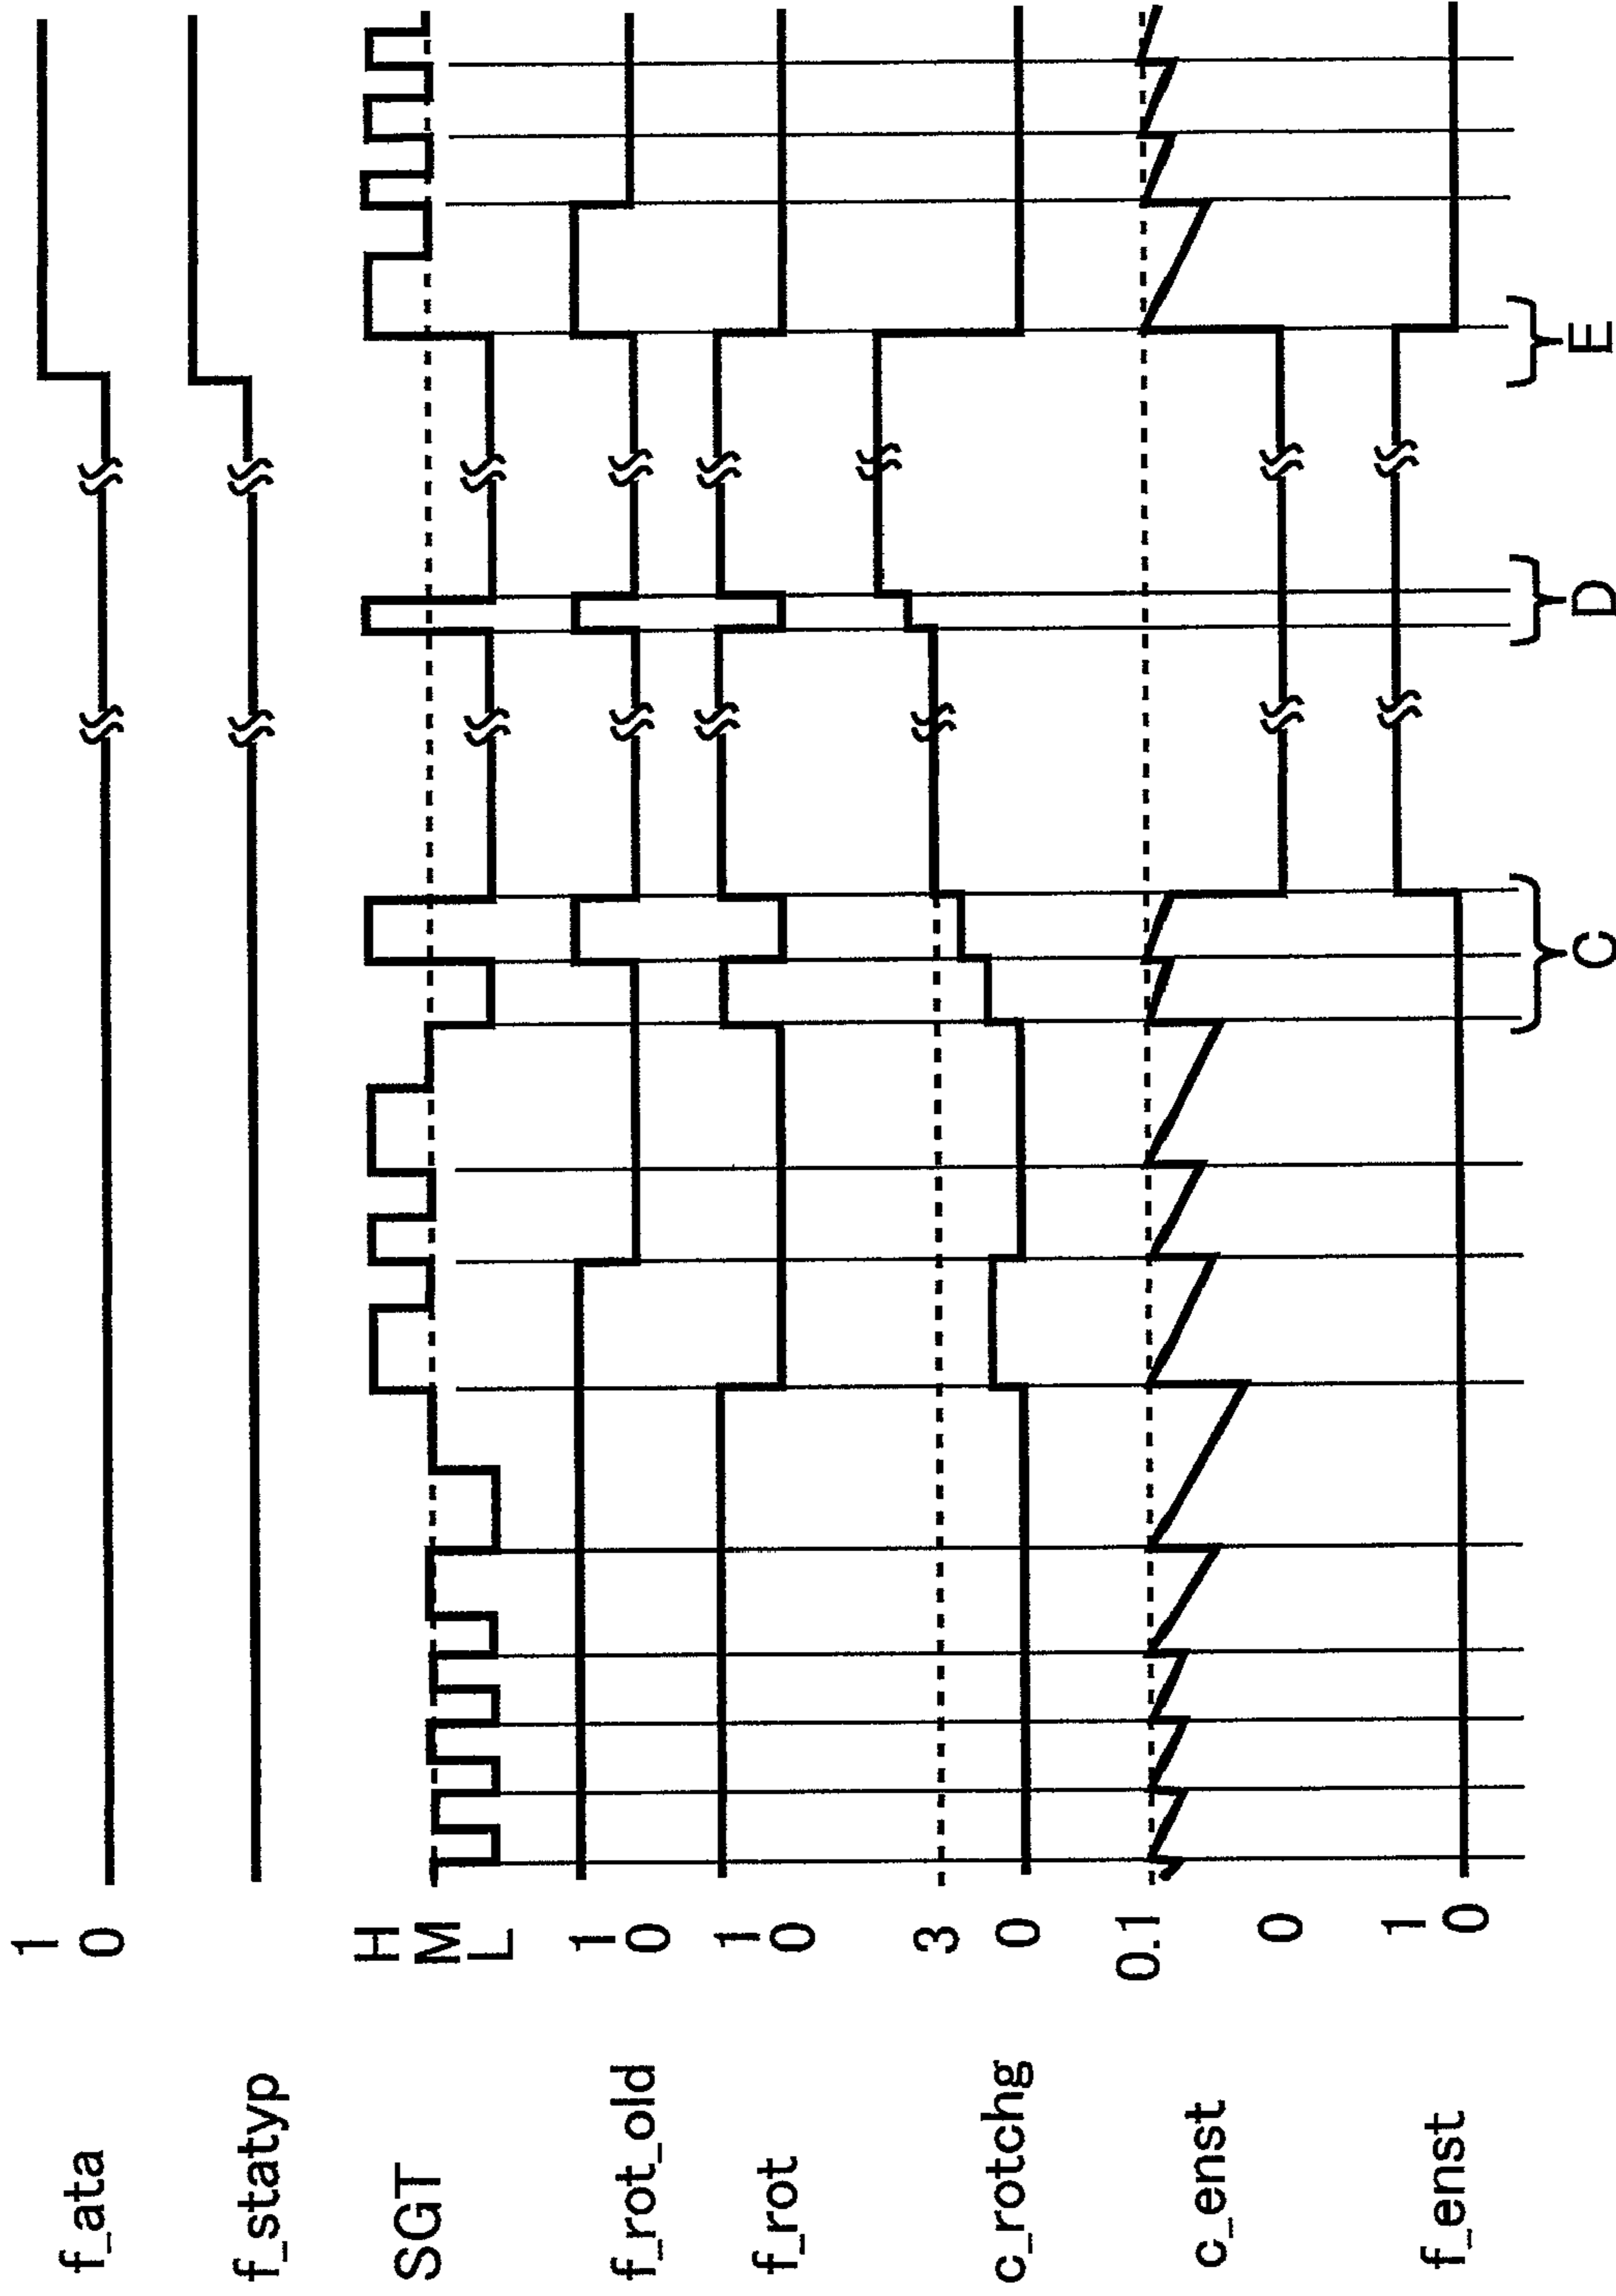 f_ata 1
0
f_statyp
SGT H
M
L
f_rot_old 1
0
f_rot 1
0
c_rotchg 3
0
c_enst 0.1
0
f_enst 1
0
C
D
E